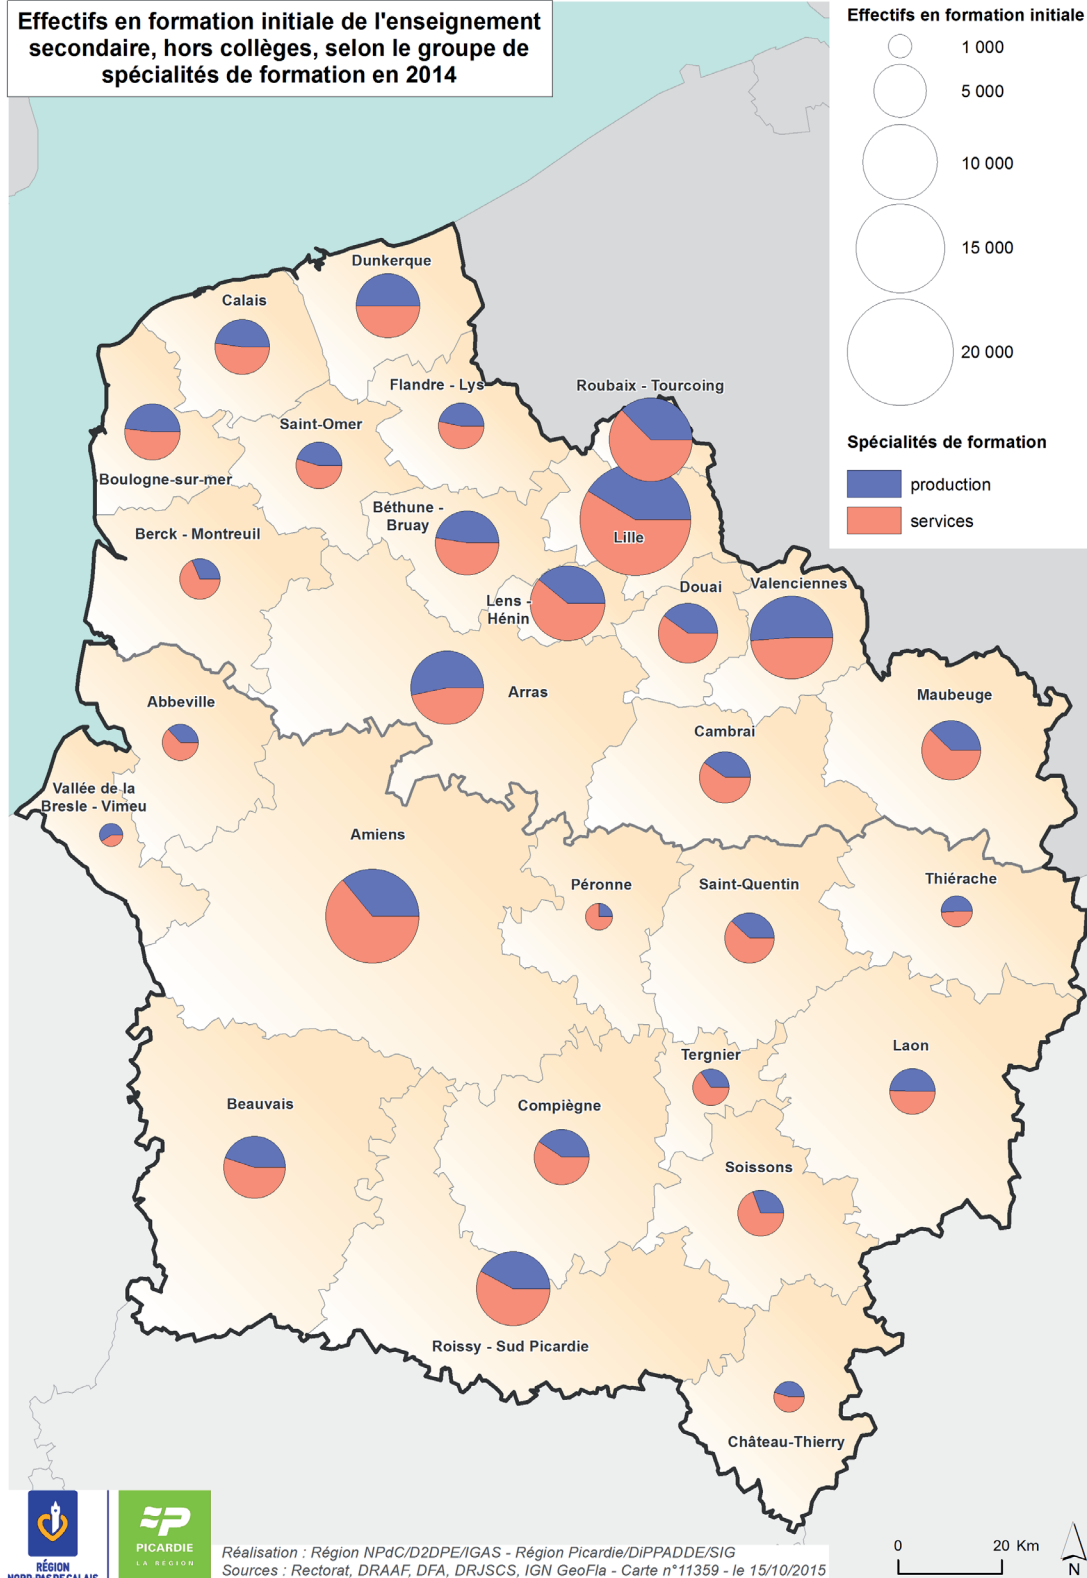 Effectifs en formation initiale de l'enseignement
secondaire, hors collèges, selon le groupe de
spécialités de formation en 2014
Effectifs en formation initiale
1 000
5 000
10 000
15 000
20 000
Spécialités de formation
production
services
Dunkerque
Calais
Flandre - Lys
Roubaix - Tourcoing
Saint-Omer
Boulogne-sur-mer
Béthune -
Bruay
Berck - Montreuil
Lille
Lens -
Hénin
Douai
Valenciennes
Arras
Maubeuge
Abbeville
Cambrai
Vallée de la
Bresle - Vimeu
Amiens
Péronne
Saint-Quentin
Thiérache
Laon
Tergnier
Beauvais
Compiègne
Soissons
Roissy - Sud Picardie
Château-Thierry
RÉGION
NORD-PAS DE CALAIS
PICARDIE
LA RÉGION
Réalisation : Région NPdC/D2DPE/IGAS - Région Picardie/DiPPADDE/SIG
Sources : Rectorat, DRAAF, DFA, DRJSCS, IGN GeoFla - Carte n°11359 - le 15/10/2015
0 20 Km
N